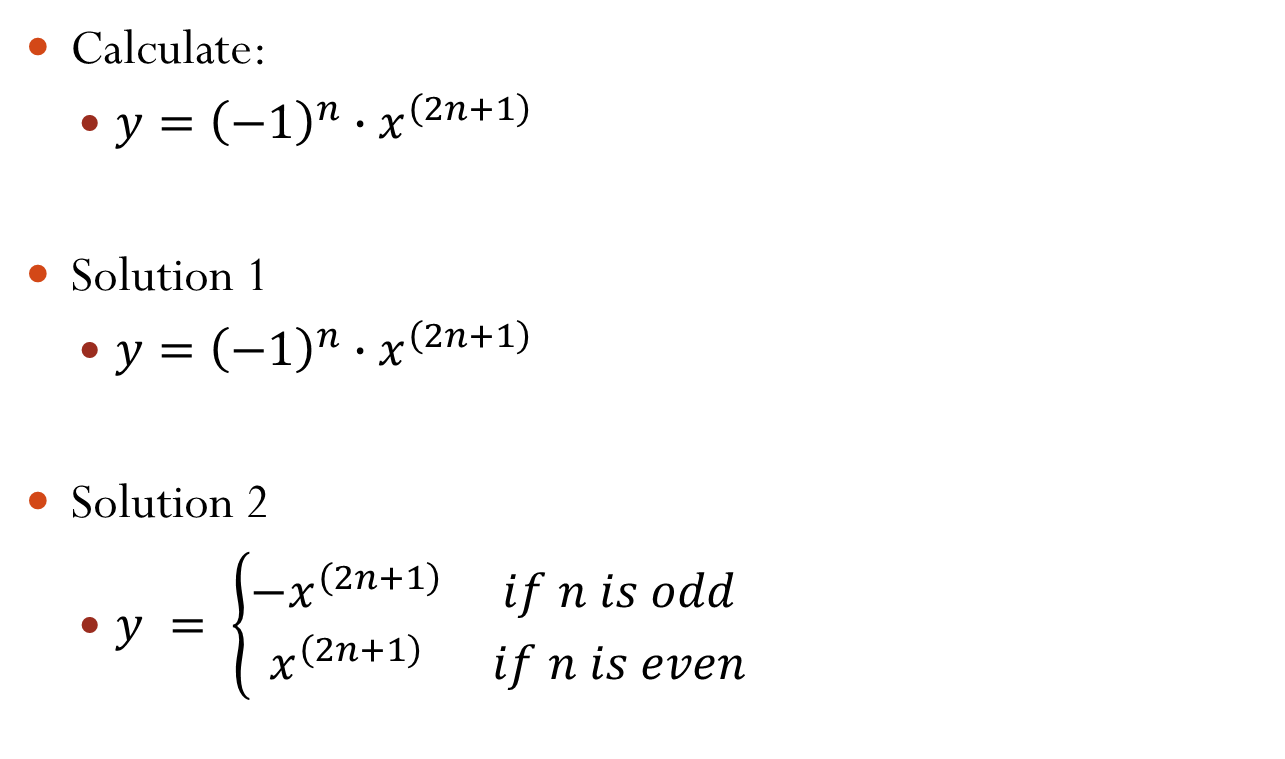 • Calculate:
• y = (−1)ⁿ · x⁽²ⁿ⁺¹⁾
• Solution 1
• y = (−1)ⁿ · x⁽²ⁿ⁺¹⁾
• Solution 2
• y = { −x⁽²ⁿ⁺¹⁾ if n is odd
x⁽²ⁿ⁺¹⁾ if n is even